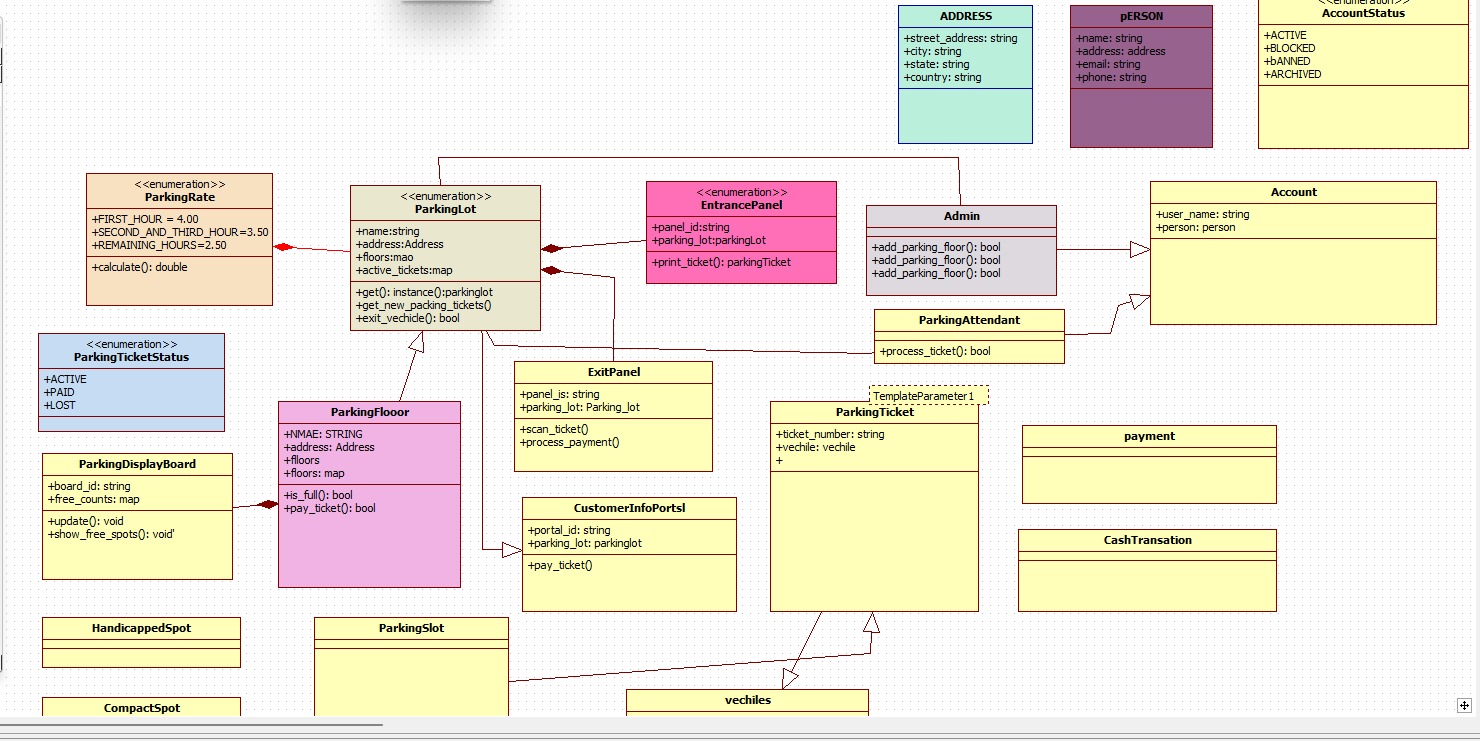 ADDRESS
+street_address: string
+city: string
+state: string
+country: string
pERSON
+name: string
+address: address
+email: string
+phone: string
<<enumeration>>
AccountStatus
+ACTIVE
+BLOCKED
+bANNED
+ARCHIVED
<<enumeration>>
ParkingRate
+FIRST_HOUR = 4.00
+SECOND_AND_THIRD_HOUR=3.50
+REMAINING_HOURS=2.50
+calculate(): double
<<enumeration>>
ParkingLot
+name:string
+address:Address
+floors:mao
+active_tickets:map
+get(): instance():parkinglot
+get_new_packing_tickets()
+exit_vechicle(): bool
<<enumeration>>
EntrancePanel
+panel_id:string
+parking_lot:parkingLot
+print_ticket(): parkingTicket
Admin
+add_parking_floor(): bool
+add_parking_floor(): bool
+add_parking_floor(): bool
Account
+user_name: string
+person: person
ParkingAttendant
+process_ticket(): bool
<<enumeration>>
ParkingTicketStatus
+ACTIVE
+PAID
+LOST
ParkingFlooor
+NMAE: STRING
+address: Address
+flloors
+floors: map
+is_full(): bool
+pay_ticket(): bool
ExitPanel
+panel_is: string
+parking_lot: Parking_lot
+scan_ticket()
+process_payment()
TemplateParameter1
ParkingTicket
+ticket_number: string
+vechile: vechile
+
payment
ParkingDisplayBoard
+board_id: string
+free_counts: map
+update(): void
+show_free_spots(): void'
CustomerInfoPortsl
+portal_id: string
+parking_lot: parkinglot
+pay_ticket()
CashTransation
HandicappedSpot
ParkingSlot
CompactSpot
vechiles